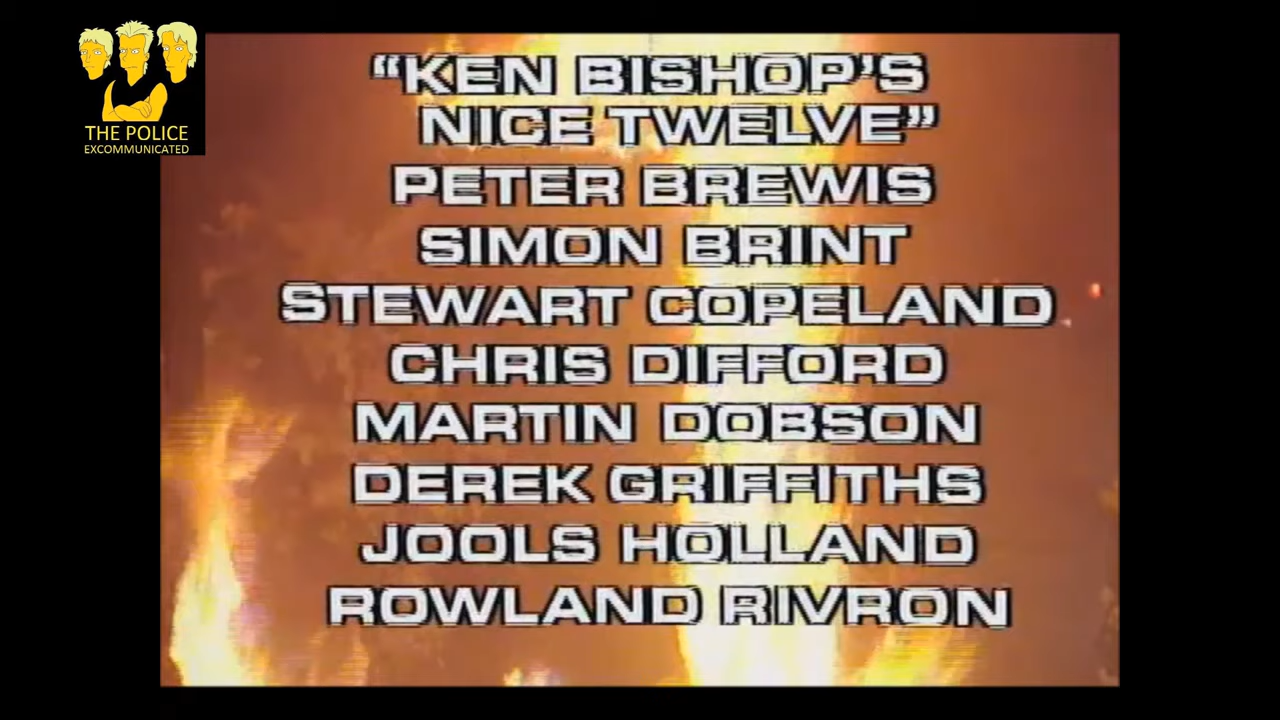 THE POLICE
EXCOMMUNICATED
“KEN BISHOP’S
NICE TWELVE”
PETER BREWIS
SIMON BRINT
STEWART COPELAND
CHRIS DIFFORD
MARTIN DOBSON
DEREK GRIFFITHS
JOOLS HOLLAND
ROWLAND RIVRON